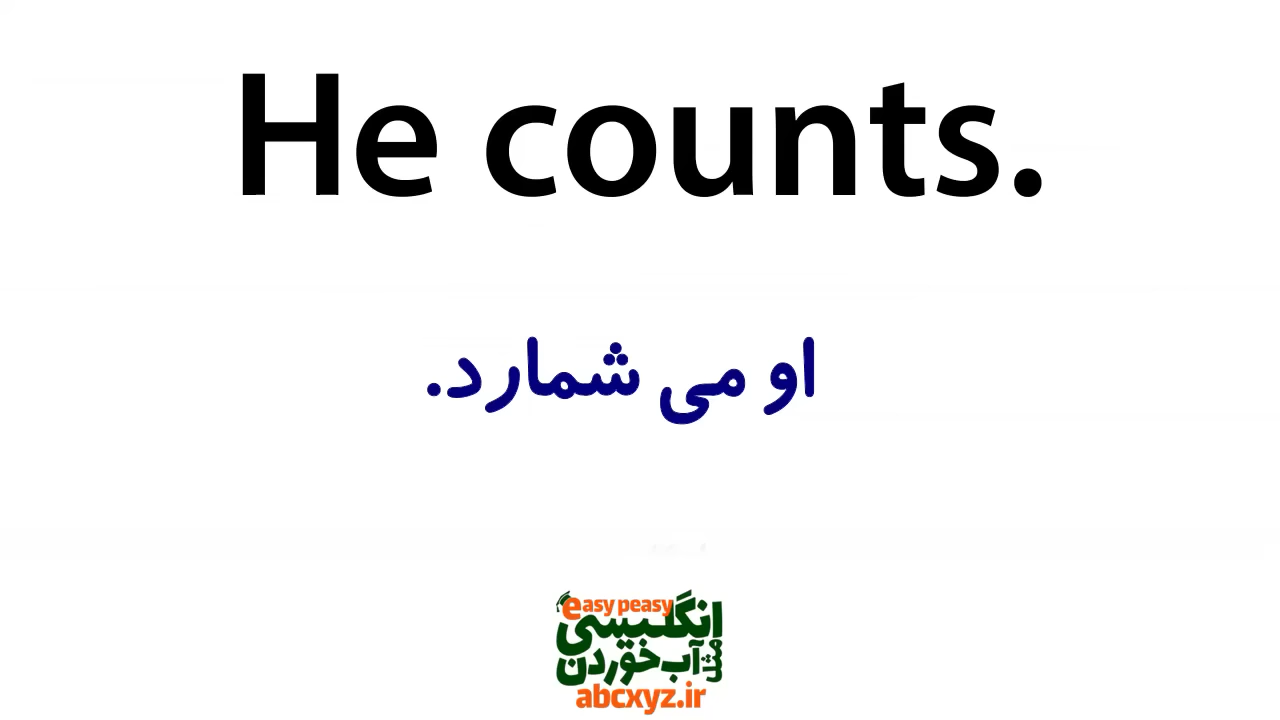 He counts.
او می شمارد.
easy peasy
انگلیسی
مثل آب خوردن
abcxyz.ir